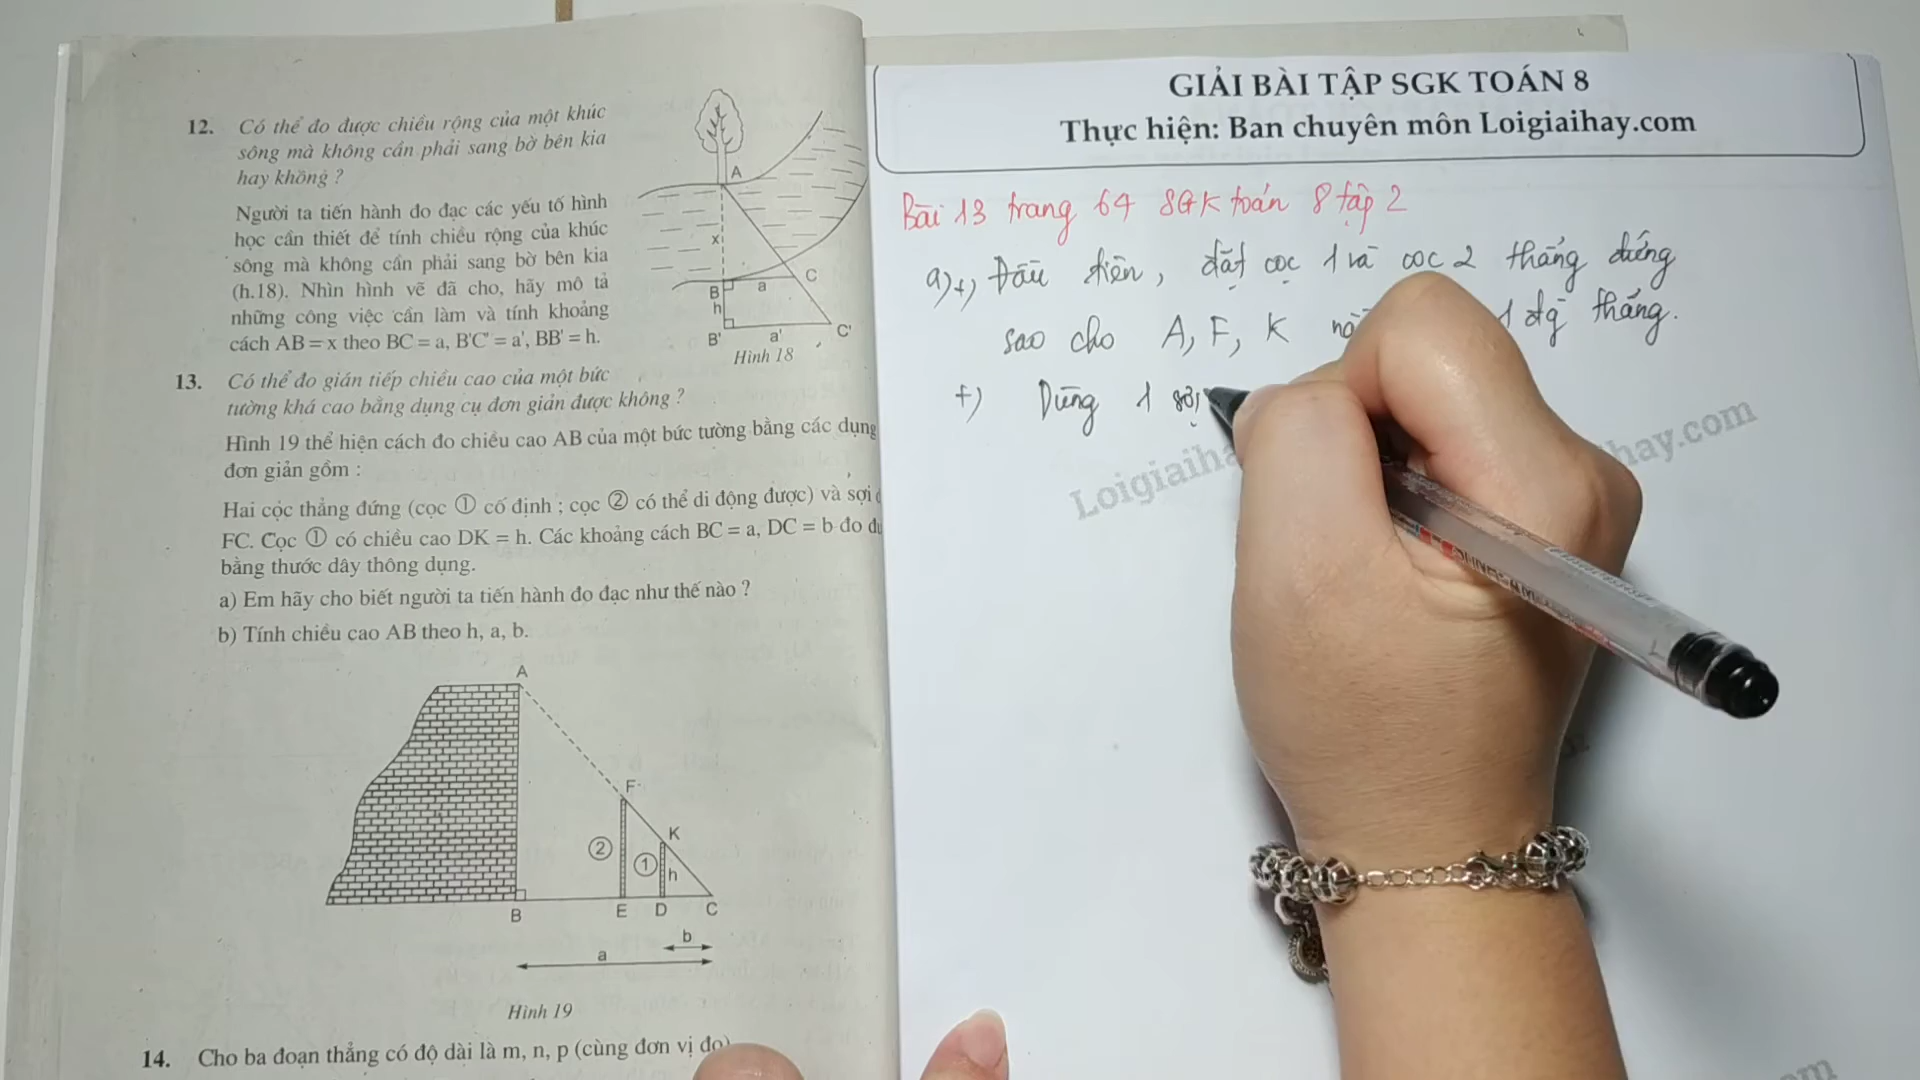 12. Có thể đo được chiều rộng của một khúc
sông mà không cần phải sang bờ bên kia
hay không ?
Người ta tiến hành đo đạc các yếu tố hình
học cần thiết để tính chiều rộng của khúc
sông mà không cần phải sang bờ bên kia
(h.18). Nhìn hình vẽ đã cho, hãy mô tả
những công việc cần làm và tính khoảng
cách AB = x theo BC = a, B'C' = a', BB' = h.
A
x
B
a
C
h
B'
a'
C'
Hình 18
13. Có thể đo gián tiếp chiều cao của một bức
tường khá cao bằng dụng cụ đơn giản được không ?
Hình 19 thể hiện cách đo chiều cao AB của một bức tường bằng các dụng
đơn giản gồm :
Hai cọc thẳng đứng (cọc ① cố định ; cọc ② có thể di động được) và sợi
FC. Cọc ① có chiều cao DK = h. Các khoảng cách BC = a, DC = b đo
bằng thước dây thông dụng.
a) Em hãy cho biết người ta tiến hành đo đạc như thế nào ?
b) Tính chiều cao AB theo h, a, b.
A
F
K
②
①
h
B
E
D
C
b
a
Hình 19
14. Cho ba đoạn thẳng có độ dài là m, n, p (cùng đơn vị đo)
GIẢI BÀI TẬP SGK TOÁN 8
Thực hiện: Ban chuyên môn Loigiaihay.com
Bài 13 trang 64 SGK toán 8 tập 2
a) +) Đầu tiên, đặt cọc 1 và cọc 2 thẳng đứng
sao cho A, F, K 1 đg thẳng.
+) Dùng 1 sợi
Loigiaiha
hay.com